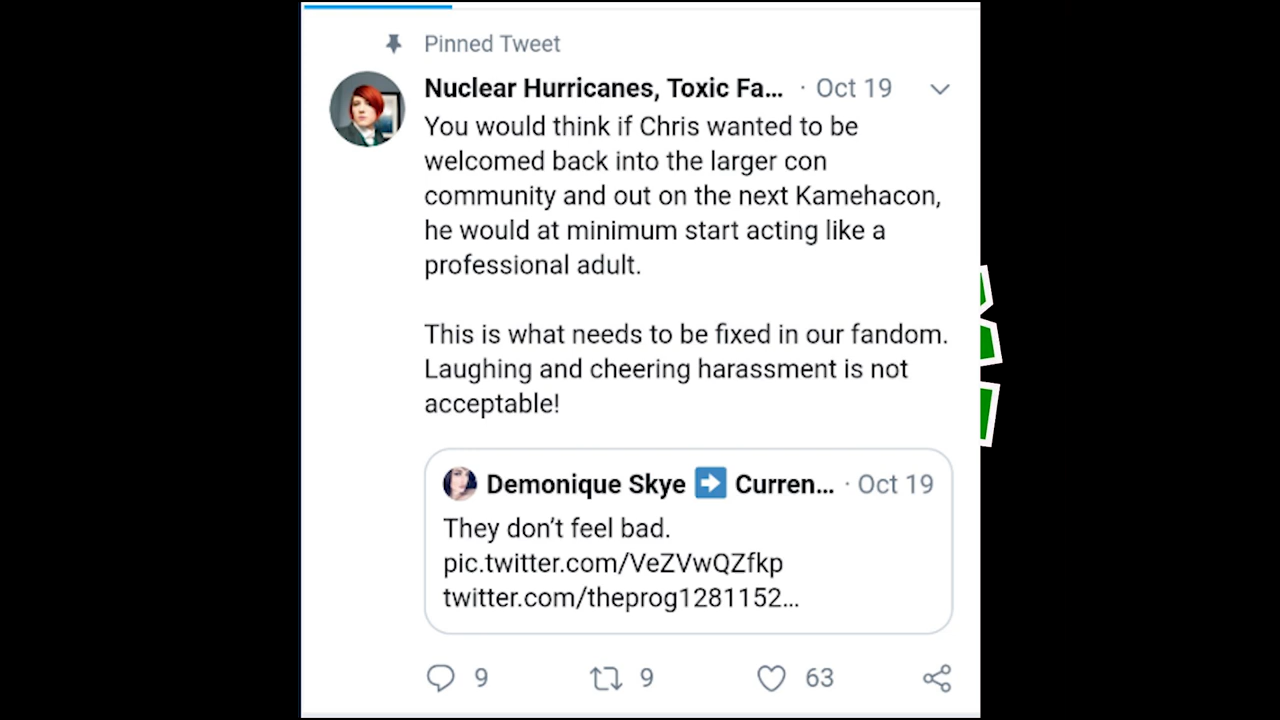 Pinned Tweet
Nuclear Hurricanes, Toxic Fa... · Oct 19
You would think if Chris wanted to be
welcomed back into the larger con
community and out on the next Kamehacon,
he would at minimum start acting like a
professional adult.
This is what needs to be fixed in our fandom.
Laughing and cheering harassment is not
acceptable!
Demonique Skye ➡️ Curren... · Oct 19
They don’t feel bad.
pic.twitter.com/VeZVwQZfkp
twitter.com/theprog1281152...
9 9 63